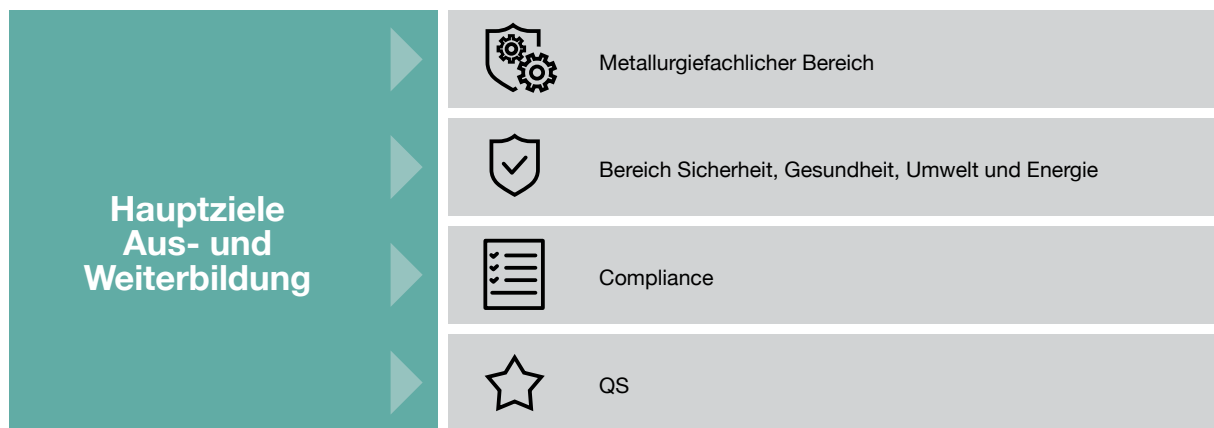 Hauptziele
Aus- und
Weiterbildung
Metallurgiefachlicher Bereich
Bereich Sicherheit, Gesundheit, Umwelt und Energie
Compliance
QS